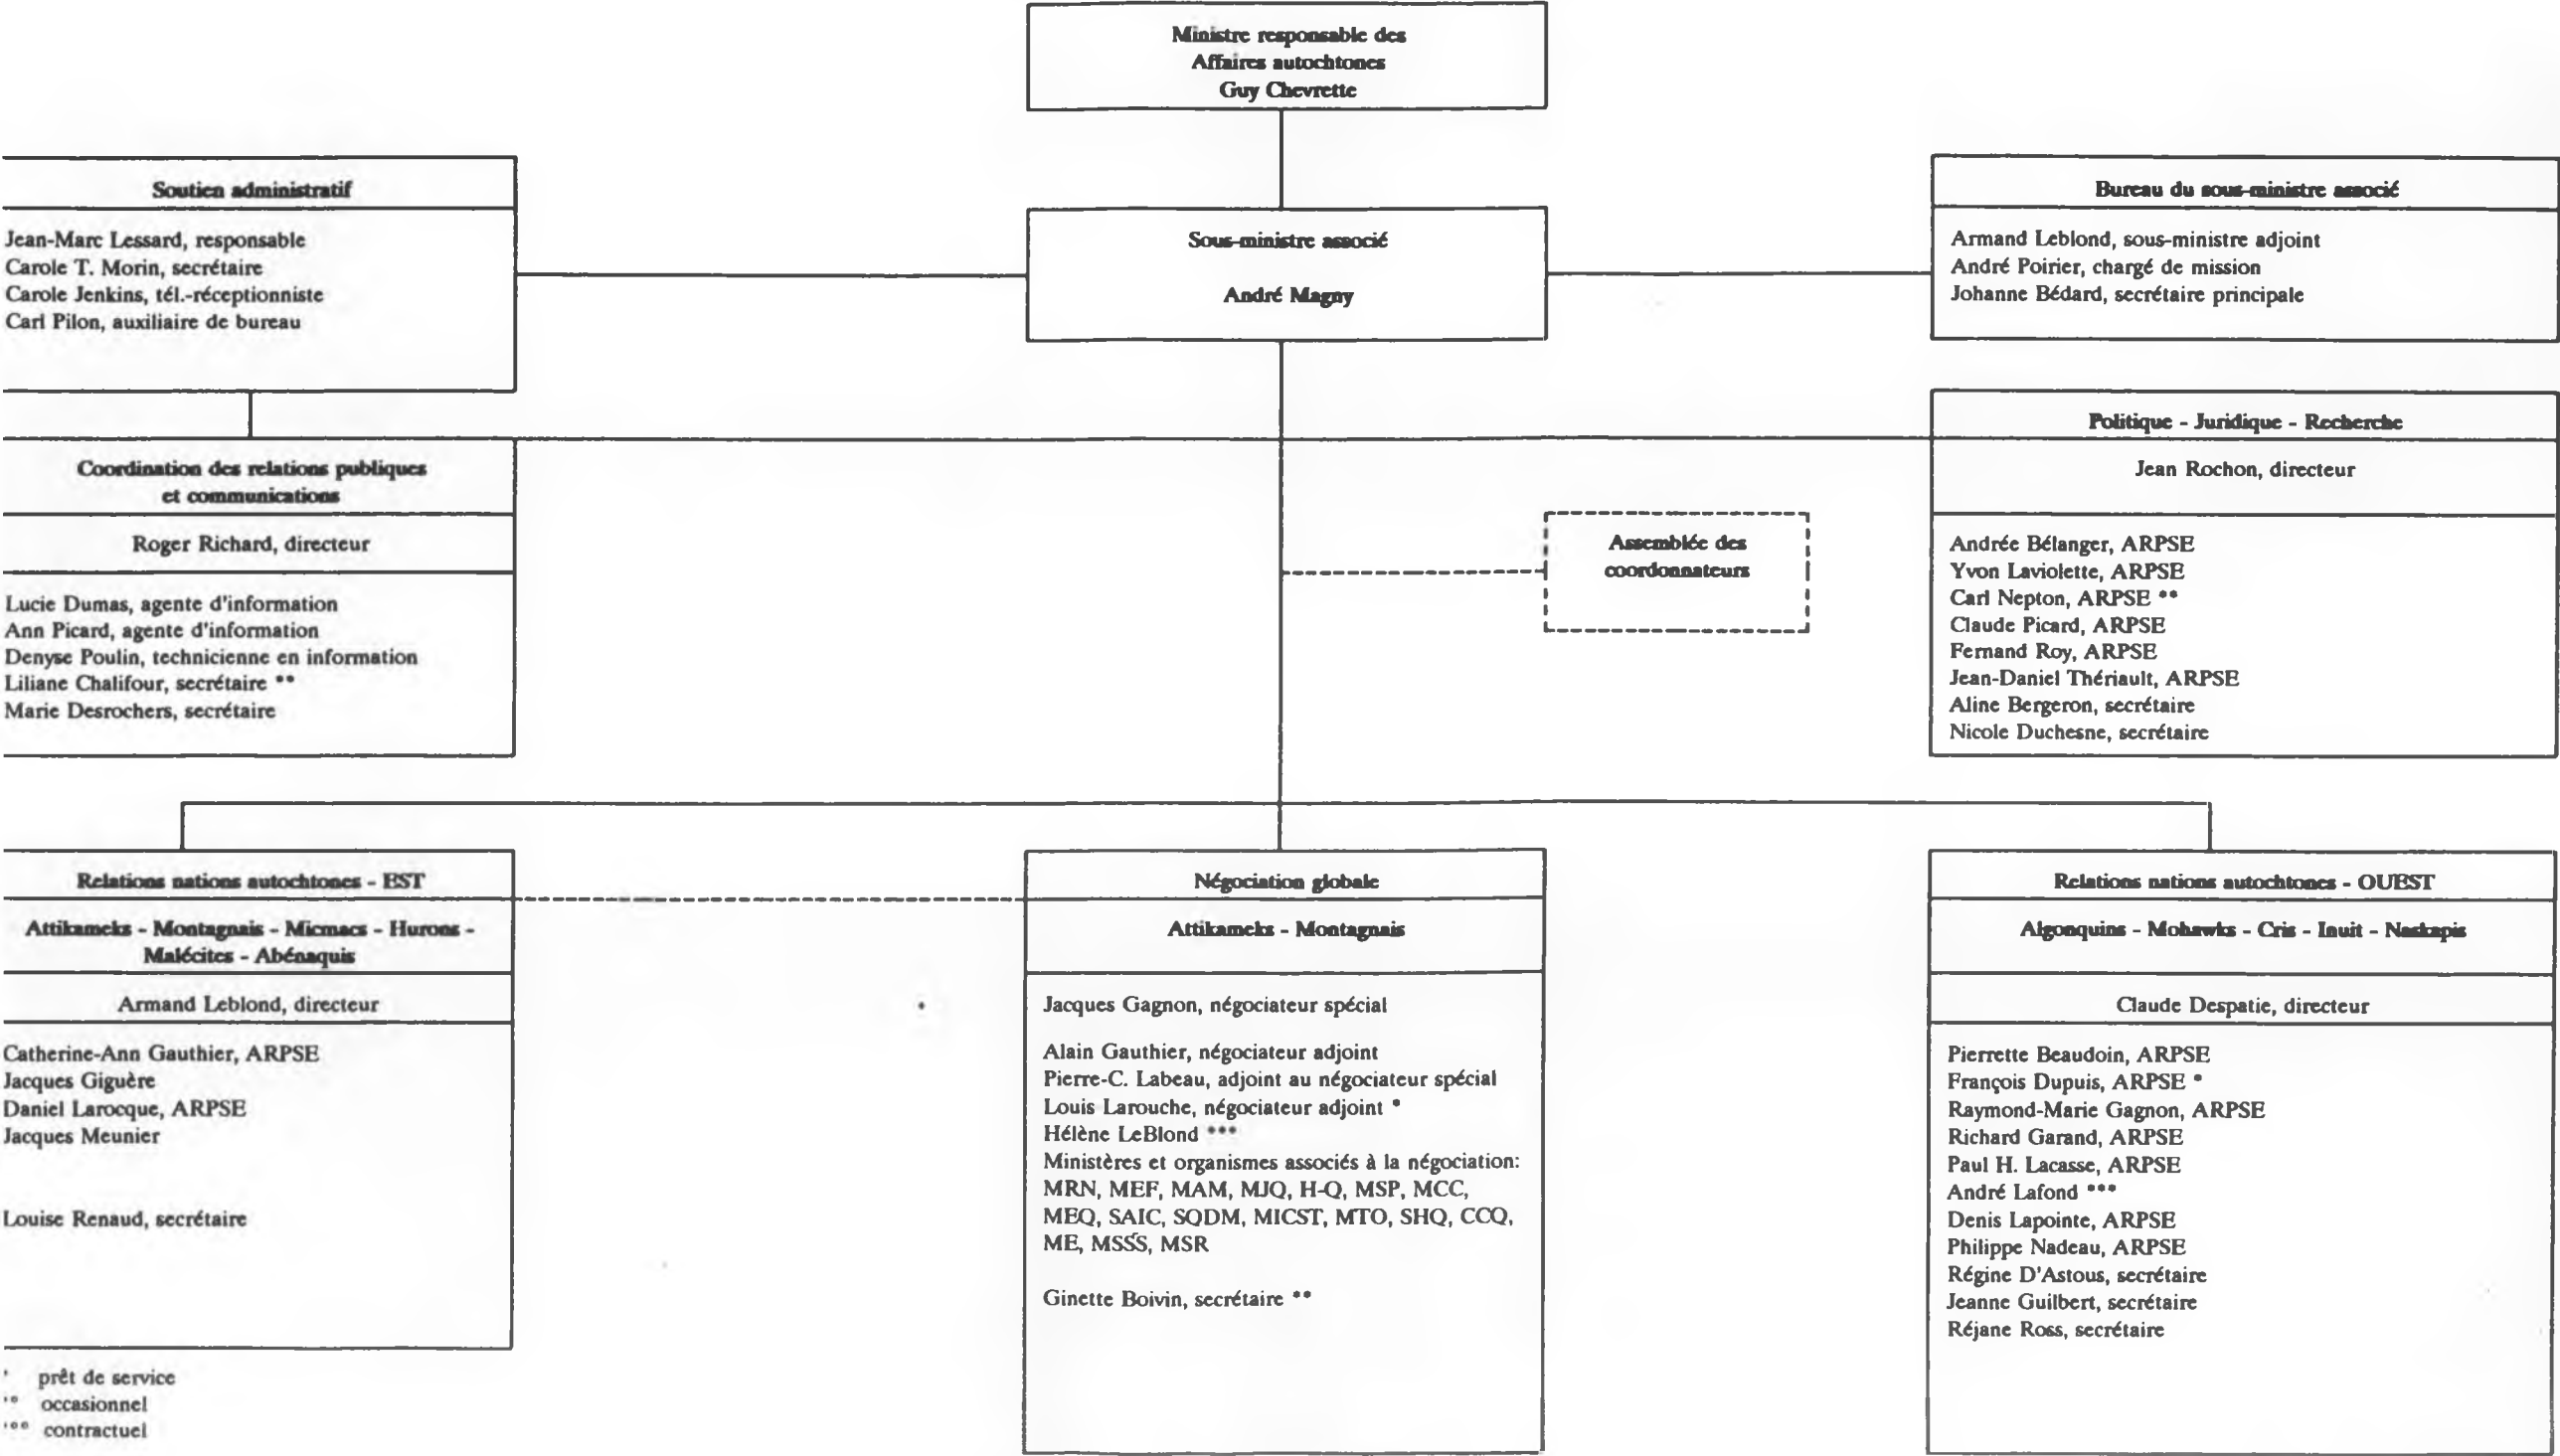 Ministre responsable des
Affaires autochtones
Guy Chevrette
Soutien administratif
Jean-Marc Lessard, responsable
Carole T. Morin, secrétaire
Carole Jenkins, tél.-réceptionniste
Carl Pilon, auxiliaire de bureau
Sous-ministre associé
André Magny
Bureau du sous-ministre associé
Armand Leblond, sous-ministre adjoint
André Poirier, chargé de mission
Johanne Bédard, secrétaire principale
Coordination des relations publiques
et communications
Roger Richard, directeur
Lucie Dumas, agente d'information
Ann Picard, agente d'information
Denyse Poulin, technicienne en information
Liliane Chalifour, secrétaire **
Marie Desrochers, secrétaire
Assemblée des
coordonnateurs
Politique - Juridique - Recherche
Jean Rochon, directeur
Andrée Bélanger, ARPSE
Yvon Laviolette, ARPSE
Carl Nepton, ARPSE **
Claude Picard, ARPSE
Fernand Roy, ARPSE
Jean-Daniel Thériault, ARPSE
Aline Bergeron, secrétaire
Nicole Duchesne, secrétaire
Relations nations autochtones - EST
Attikameks - Montagnais - Micmacs - Hurons -
Malécites - Abénaquis
Armand Leblond, directeur
Catherine-Ann Gauthier, ARPSE
Jacques Giguère
Daniel Larocque, ARPSE
Jacques Meunier
Louise Renaud, secrétaire
Négociation globale
Attikameks - Montagnais
Jacques Gagnon, négociateur spécial
Alain Gauthier, négociateur adjoint
Pierre-C. Labeau, adjoint au négociateur spécial
Louis Larouche, négociateur adjoint *
Hélène LeBlond ***
Ministères et organismes associés à la négociation:
MRN, MEF, MAM, MJQ, H-Q, MSP, MCC,
MEQ, SAIC, SQDM, MICST, MTO, SHQ, CCQ,
ME, MSSS, MSR
Ginette Boivin, secrétaire **
Relations nations autochtones - OUEST
Algonquins - Mohawks - Cris - Inuit - Naskapis
Claude Despatie, directeur
Pierrette Beaudoin, ARPSE
François Dupuis, ARPSE *
Raymond-Marie Gagnon, ARPSE
Richard Garand, ARPSE
Paul H. Lacasse, ARPSE
André Lafond ***
Denis Lapointe, ARPSE
Philippe Nadeau, ARPSE
Régine D'Astous, secrétaire
Jeanne Guilbert, secrétaire
Réjane Ross, secrétaire
* prêt de service
** occasionnel
*** contractuel